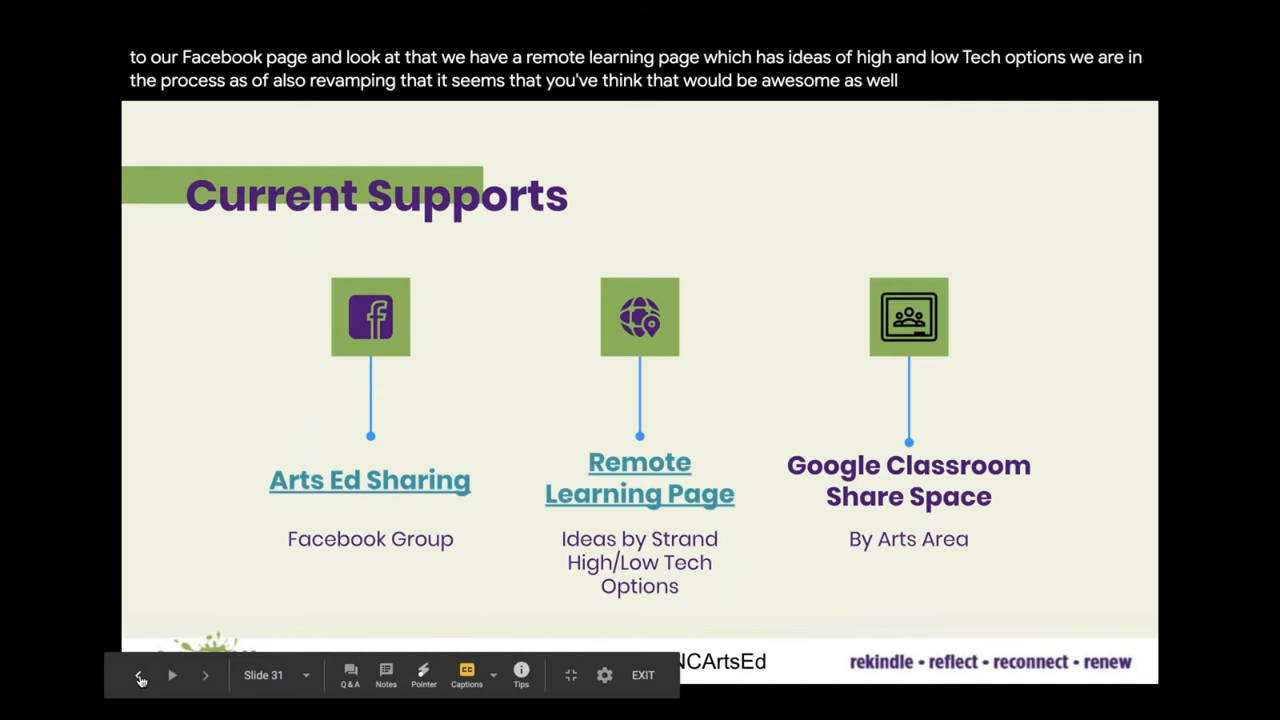 to our Facebook page and look at that we have a remote learning page which has ideas of high and low Tech options we are in
the process as of also revamping that it seems that you've think that would be awesome as well
Current Supports
Arts Ed Sharing
Facebook Group
Remote
Learning Page
Ideas by Strand
High/Low Tech
Options
Google Classroom
Share Space
By Arts Area
NCArtsEd
rekindle • reflect • reconnect • renew
Slide 31
Q & A
Notes
Pointer
CC
Captions
Tips
EXIT